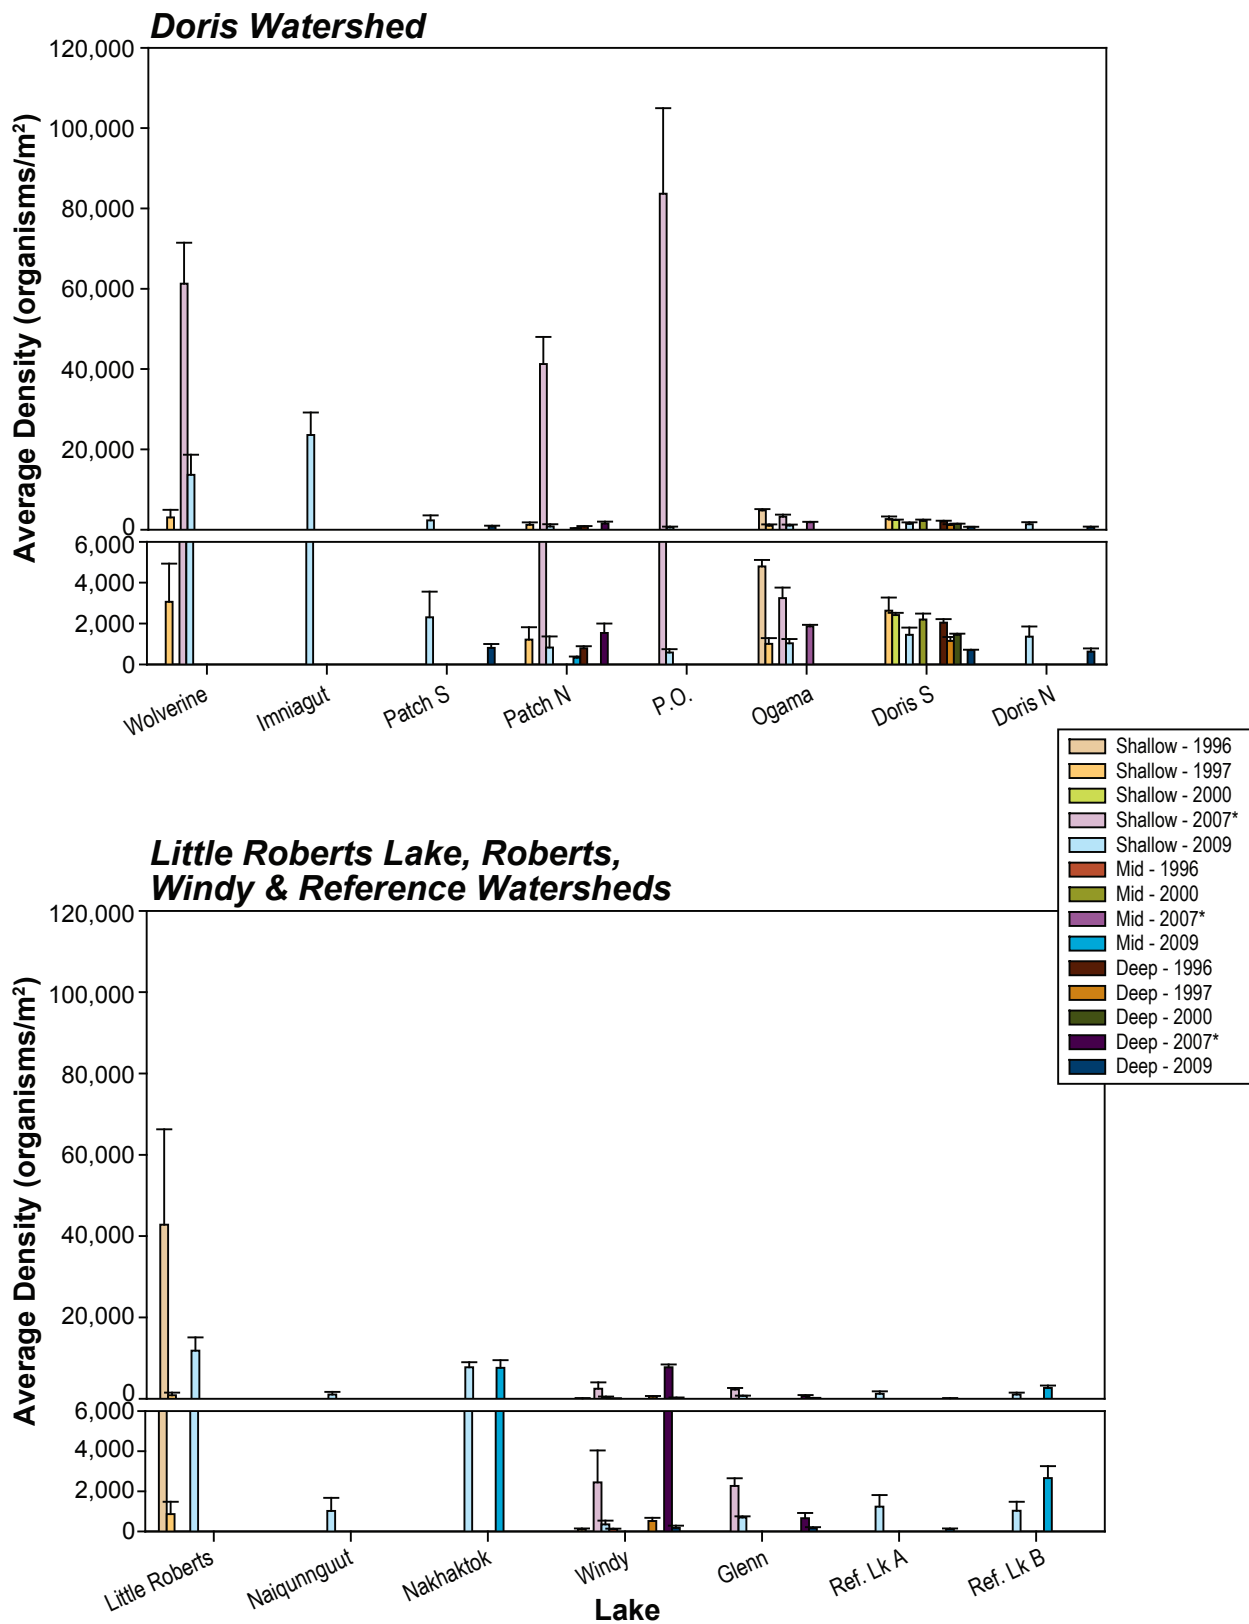 Doris Watershed
120,000
100,000
80,000
60,000
40,000
20,000
0
6,000
4,000
2,000
0
Average Density (organisms/m²)
Wolverine
Imniagut
Patch S
Patch N
P.O.
Ogama
Doris S
Doris N
Shallow - 1996
Shallow - 1997
Shallow - 2000
Shallow - 2007*
Shallow - 2009
Mid - 1996
Mid - 2000
Mid - 2007*
Mid - 2009
Deep - 1996
Deep - 1997
Deep - 2000
Deep - 2007*
Deep - 2009
Little Roberts Lake, Roberts,
Windy & Reference Watersheds
120,000
100,000
80,000
60,000
40,000
20,000
0
6,000
4,000
2,000
0
Average Density (organisms/m²)
Little Roberts
Naiqunnguut
Nakhaktok
Windy
Glenn
Ref. Lk A
Ref. Lk B
Lake